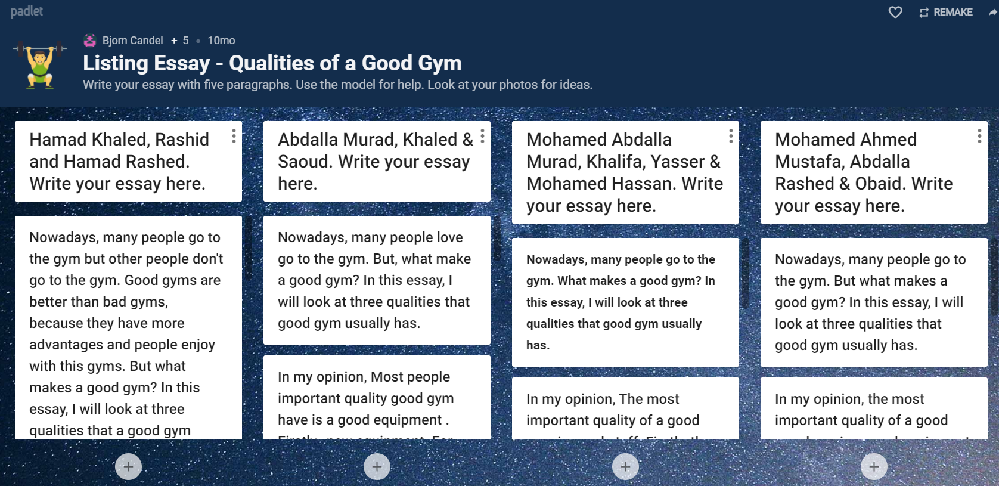 padlet
REMAKE
Bjorn Candel + 5 • 10mo
Listing Essay - Qualities of a Good Gym
Write your essay with five paragraphs. Use the model for help. Look at your photos for ideas.
Hamad Khaled, Rashid
and Hamad Rashed.
Write your essay here.
Nowadays, many people go to
the gym but other people don't
go to the gym. Good gyms are
better than bad gyms,
because they have more
advantages and people enjoy
with this gyms. But what
makes a good gym? In this
essay, I will look at three
qualities that a good gym
Abdalla Murad, Khaled &
Saoud. Write your essay
here.
Nowadays, many people love
go to the gym. But, what make
a good gym? In this essay, I
will look at three qualities that
good gym usually has.
In my opinion, Most people
important quality good gym
have is a good equipment .
Mohamed Abdalla
Murad, Khalifa, Yasser &
Mohamed Hassan. Write
your essay here.
Nowadays, many people go to the
gym. What makes a good gym? In
this essay, I will look at three
qualities that good gym usually
has.
In my opinion, The most
important quality of a good
Mohamed Ahmed
Mustafa, Abdalla
Rashed & Obaid. Write
your essay here.
Nowadays, many people go to
the gym. But what makes a
good gym? In this essay, I will
look at three qualities that
good gym usually has.
In my opinion, the most
important quality of a good